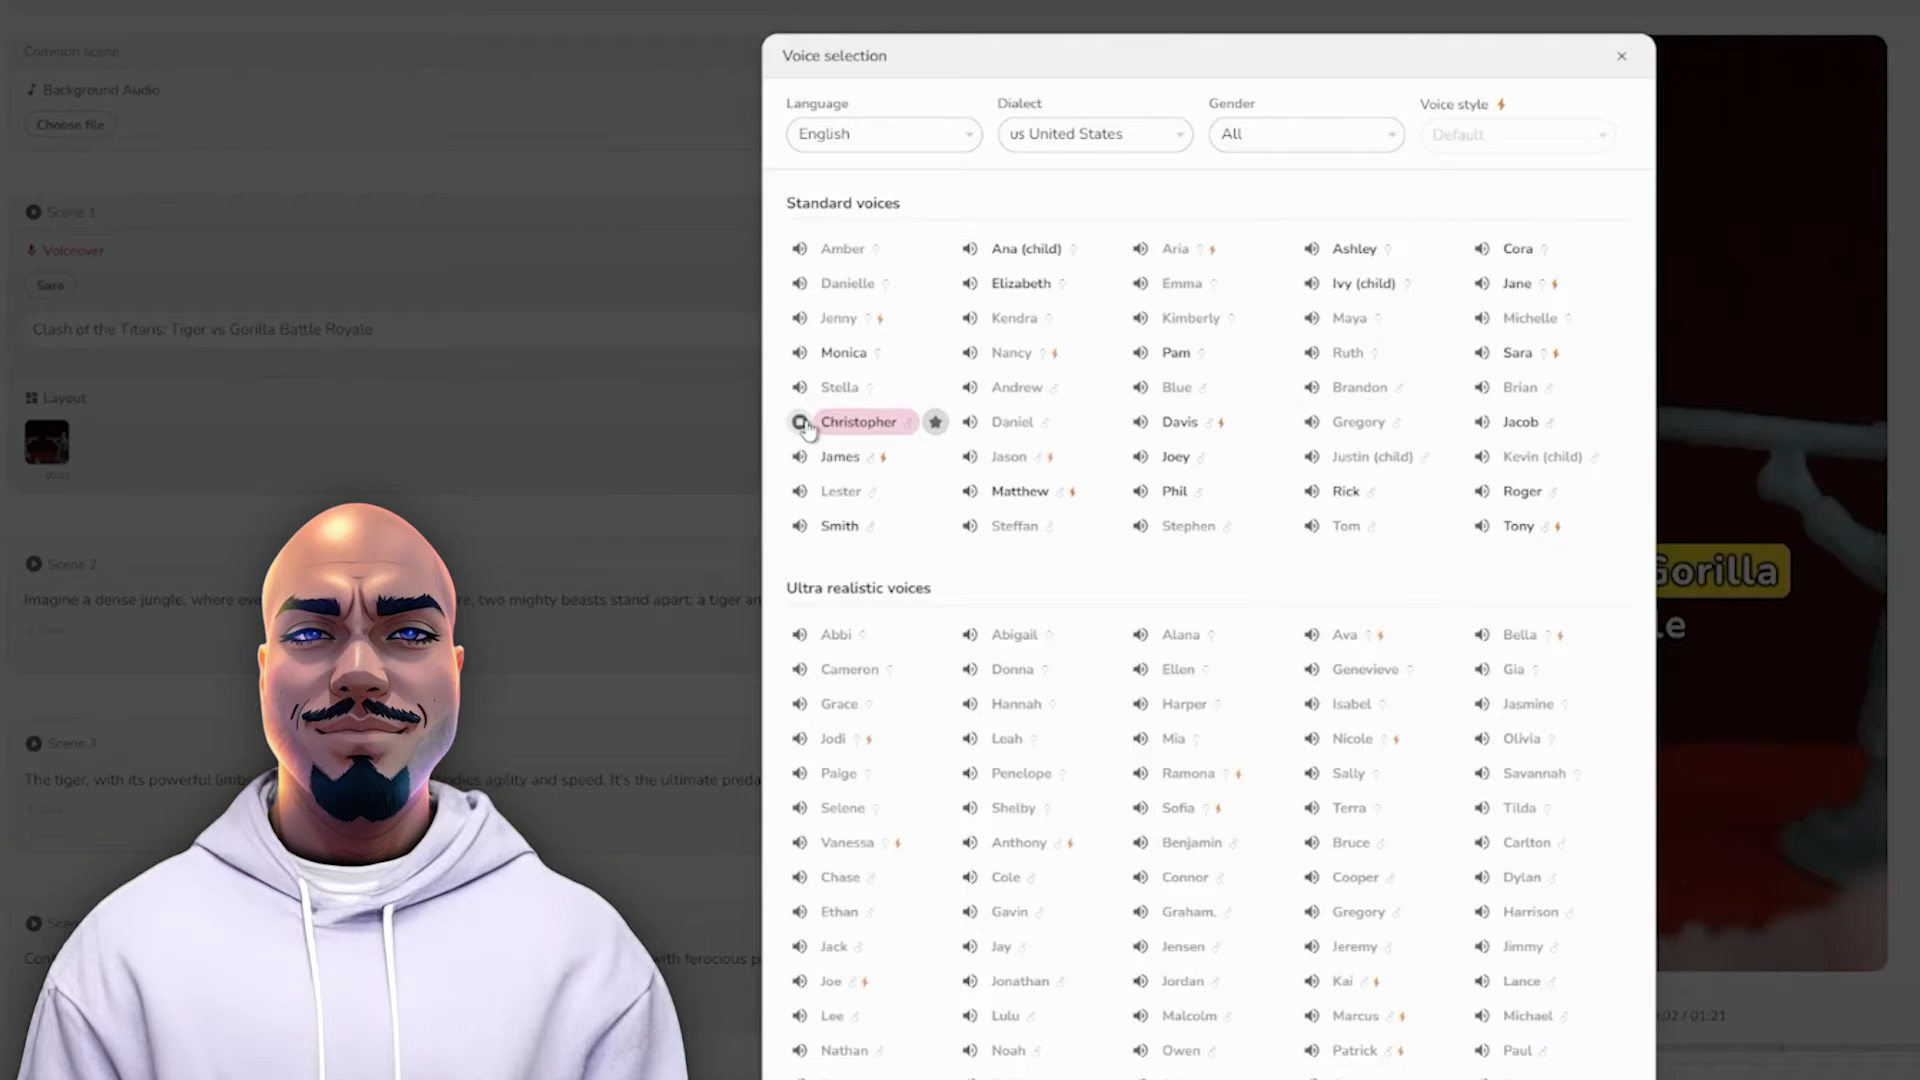 Common scene
Background Audio
Choose file
Scene 1
Voiceover
Sara
Clash of the Titans: Tiger vs Gorilla Battle Royale
Layout
Scene 2
Imagine a dense jungle, where eve
re, two mighty beasts stand apart: a tiger an
Scene 3
The tiger, with its powerful limbs
odies agility and speed. It's the ultimate preda
with ferocious p
Voice selection
Language
Dialect
Gender
Voice style
English
us United States
All
Default
Standard voices
Amber
Ana (child)
Aria
Ashley
Cora
Danielle
Elizabeth
Emma
Ivy (child)
Jane
Jenny
Kendra
Kimberly
Maya
Michelle
Monica
Nancy
Pam
Ruth
Sara
Stella
Andrew
Blue
Brandon
Brian
Christopher
Daniel
Davis
Gregory
Jacob
James
Jason
Joey
Justin (child)
Kevin (child)
Lester
Matthew
Phil
Rick
Roger
Smith
Steffan
Stephen
Tom
Tony
Ultra realistic voices
Abbi
Abigail
Alana
Ava
Bella
Cameron
Donna
Ellen
Genevieve
Gia
Grace
Hannah
Harper
Isabel
Jasmine
Jodi
Leah
Mia
Nicole
Olivia
Paige
Penelope
Ramona
Sally
Savannah
Selene
Shelby
Sofia
Terra
Tilda
Vanessa
Anthony
Benjamin
Bruce
Carlton
Chase
Cole
Connor
Cooper
Dylan
Ethan
Gavin
Graham.
Gregory
Harrison
Jack
Jay
Jensen
Jeremy
Jimmy
Joe
Jonathan
Jordan
Kai
Lance
Lee
Lulu
Malcolm
Marcus
Michael
Nathan
Noah
Owen
Patrick
Paul
Gorilla
le
:02 / 01:21